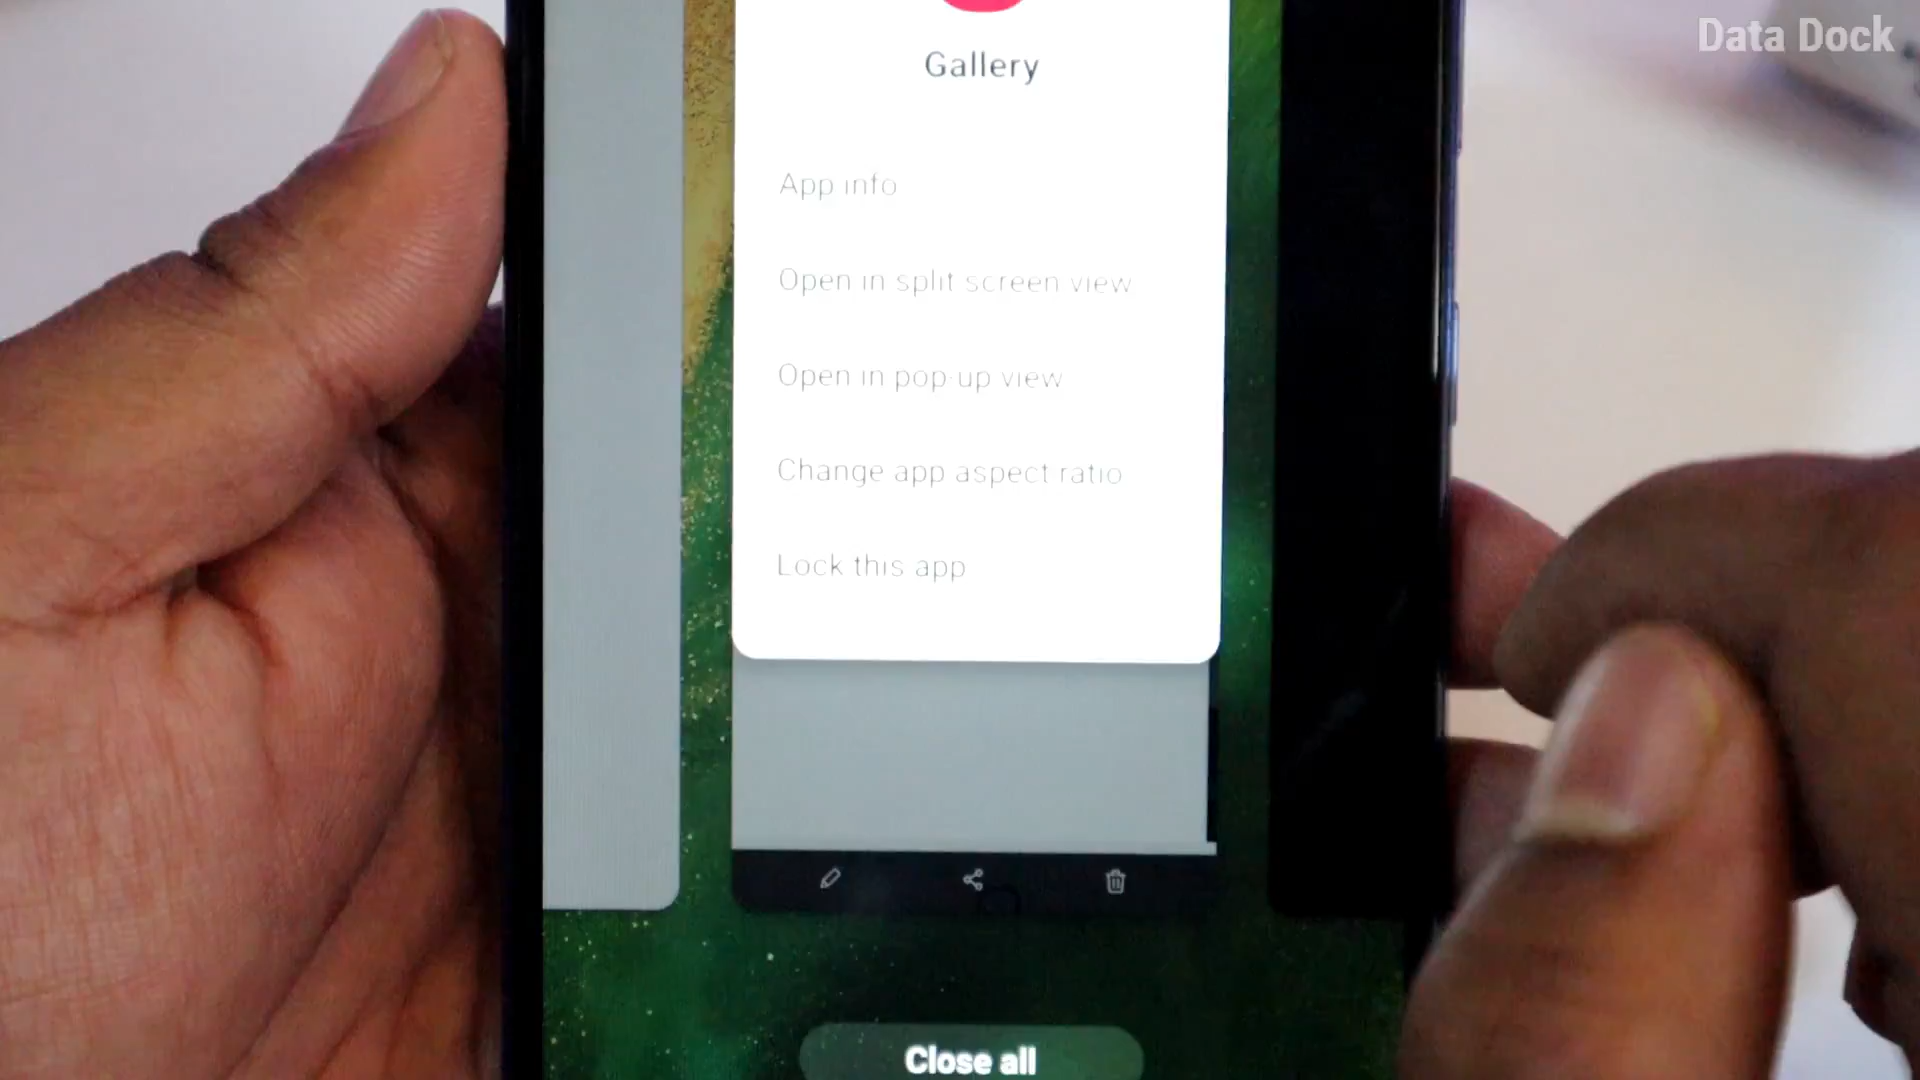 Data Dock
Gallery
App info
Open in split screen view
Open in pop-up view
Change app aspect ratio
Lock this app
Close all